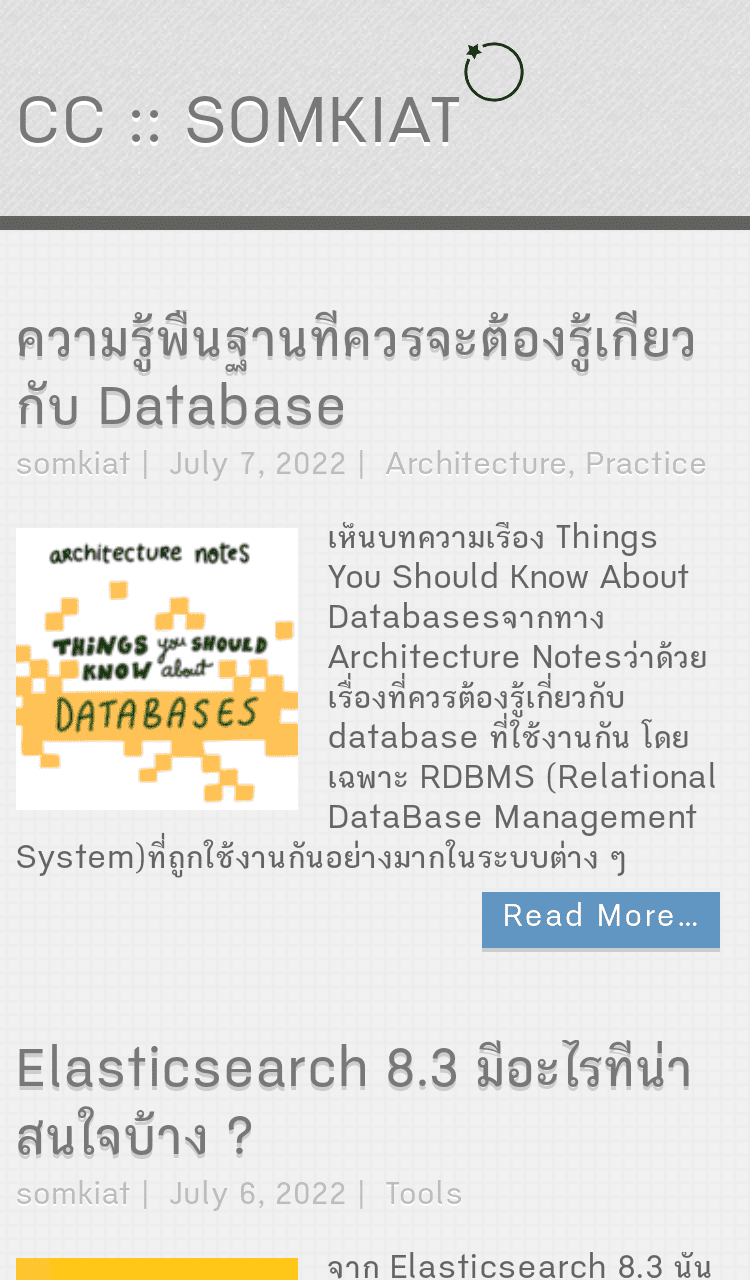 CC :: SOMKIAT
ความรู้พื้นฐานที่ควรจะต้องรู้เกี่ยว
กับ Database
somkiat | July 7, 2022 | Architecture, Practice
architecture notes
THINGS you SHOULD
KNOW about
DATABASES
เห็นบทความเรื่อง Things
You Should Know About
Databasesจากทาง
Architecture Notesว่าด้วย
เรื่องที่ควรต้องรู้เกี่ยวกับ
database ที่ใช้งานกัน โดย
เฉพาะ RDBMS (Relational
DataBase Management
System)ที่ถูกใช้งานกันอย่างมากในระบบต่าง ๆ
Read More…
Elasticsearch 8.3 มีอะไรที่น่า
สนใจบ้าง ?
somkiat | July 6, 2022 | Tools
จาก Elasticsearch 8.3 นั้น